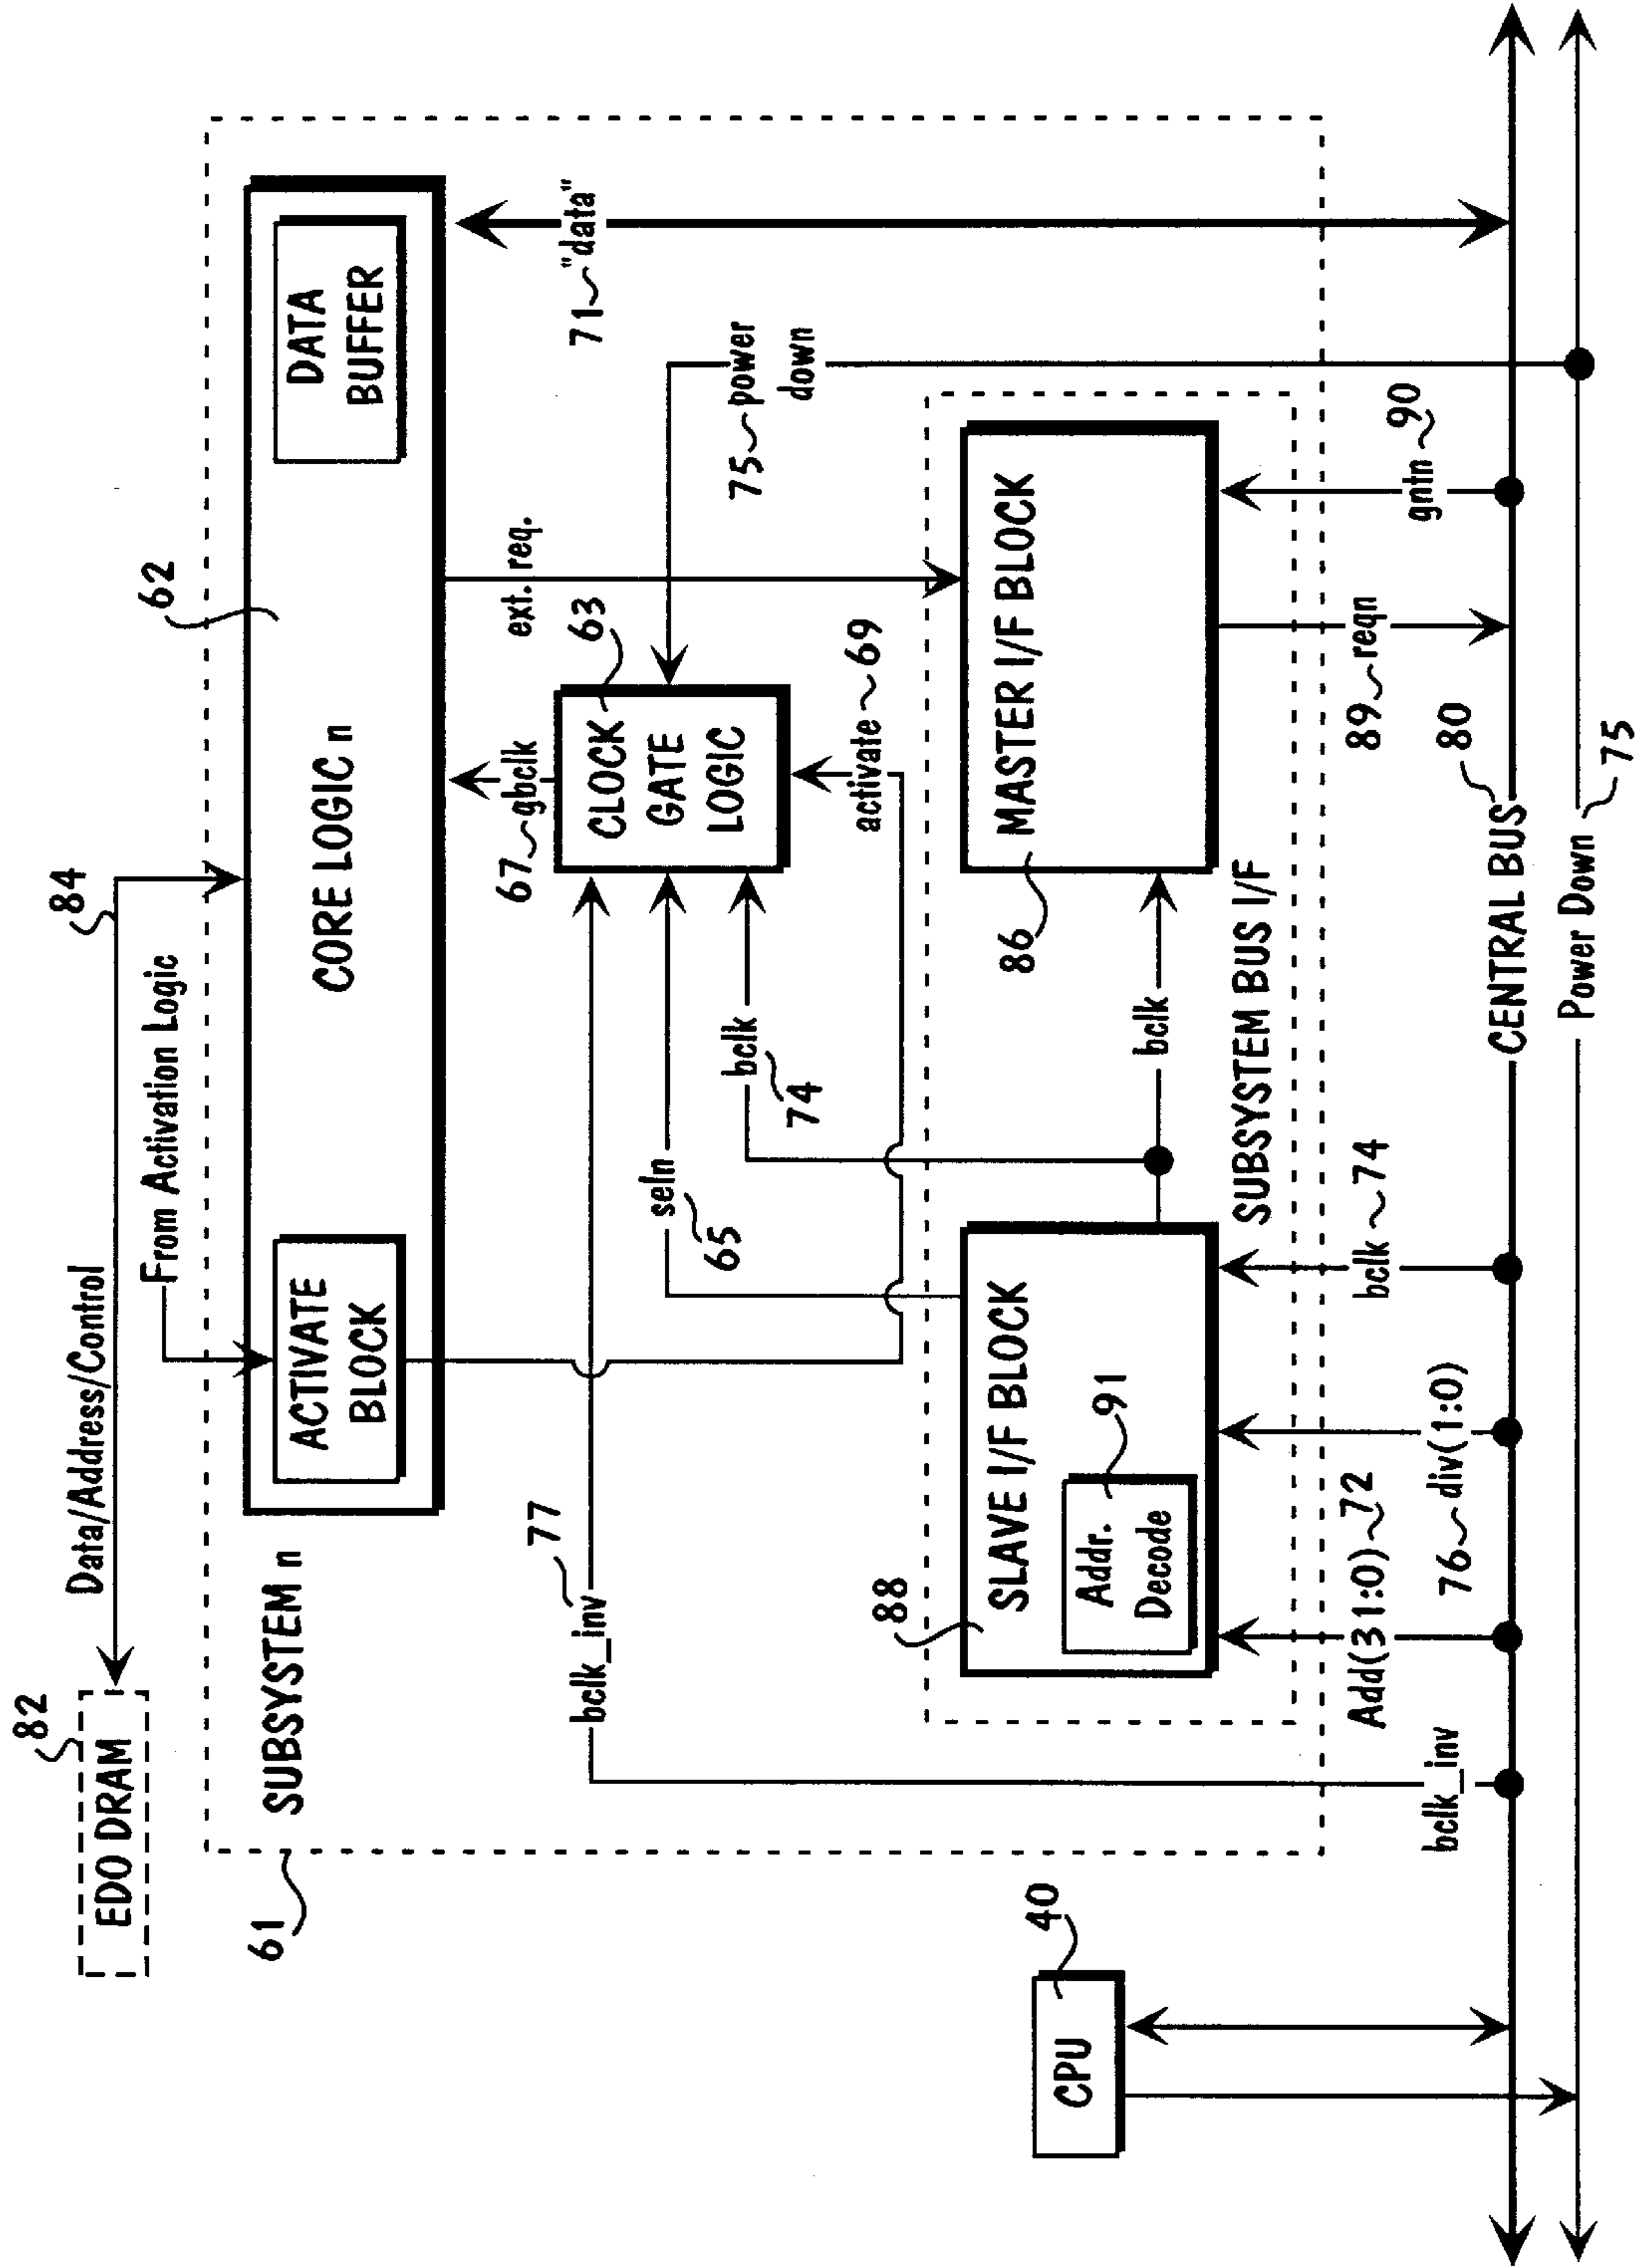 82
EDO DRAM
Data/Address/Control
84
From Activation Logic
61
SUBSYSTEM n
62
ACTIVATE
BLOCK
CORE LOGIC n
DATA
BUFFER
71
"data"
67
gbclk
ext. req.
CLOCK
GATE
LOGIC
63
75
power
down
77
bclk_inv
seln
65
bclk
74
activate
69
88
SLAVE I/F BLOCK
Addr.
Decode
91
bclk
86
MASTER I/F BLOCK
SUBSYSTEM BUS I/F
40
CPU
bclk_inv
Add(31:0)
72
76
div(1:0)
bclk
74
89
reqn
gntn
90
80
CENTRAL BUS
Power Down
75